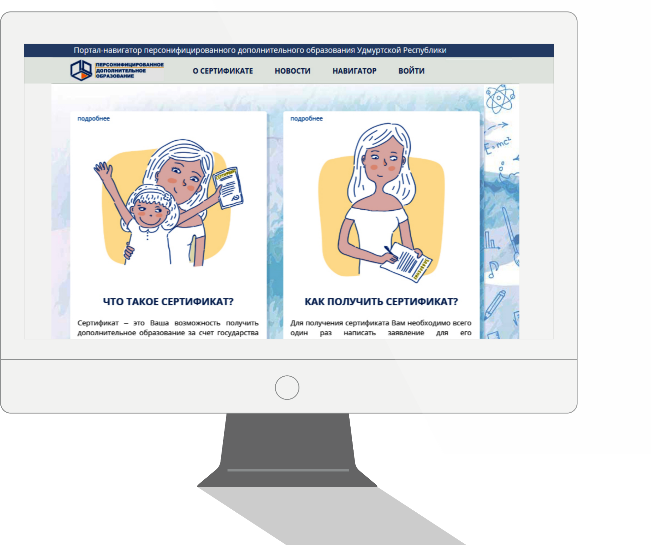 Портал-навигатор персонифицированного дополнительного образования Удмуртской Республики
ПЕРСОНИФИЦИРОВАННОЕ
ДОПОЛНИТЕЛЬНОЕ
ОБРАЗОВАНИЕ
О СЕРТИФИКАТЕ НОВОСТИ НАВИГАТОР ВОЙТИ
подробнее
ЧТО ТАКОЕ СЕРТИФИКАТ?
Сертификат – это Ваша возможность получить
дополнительное образование за счет государства
подробнее
КАК ПОЛУЧИТЬ СЕРТИФИКАТ?
Для получения сертификата Вам необходимо всего
один раз написать заявление для его
E=mc²